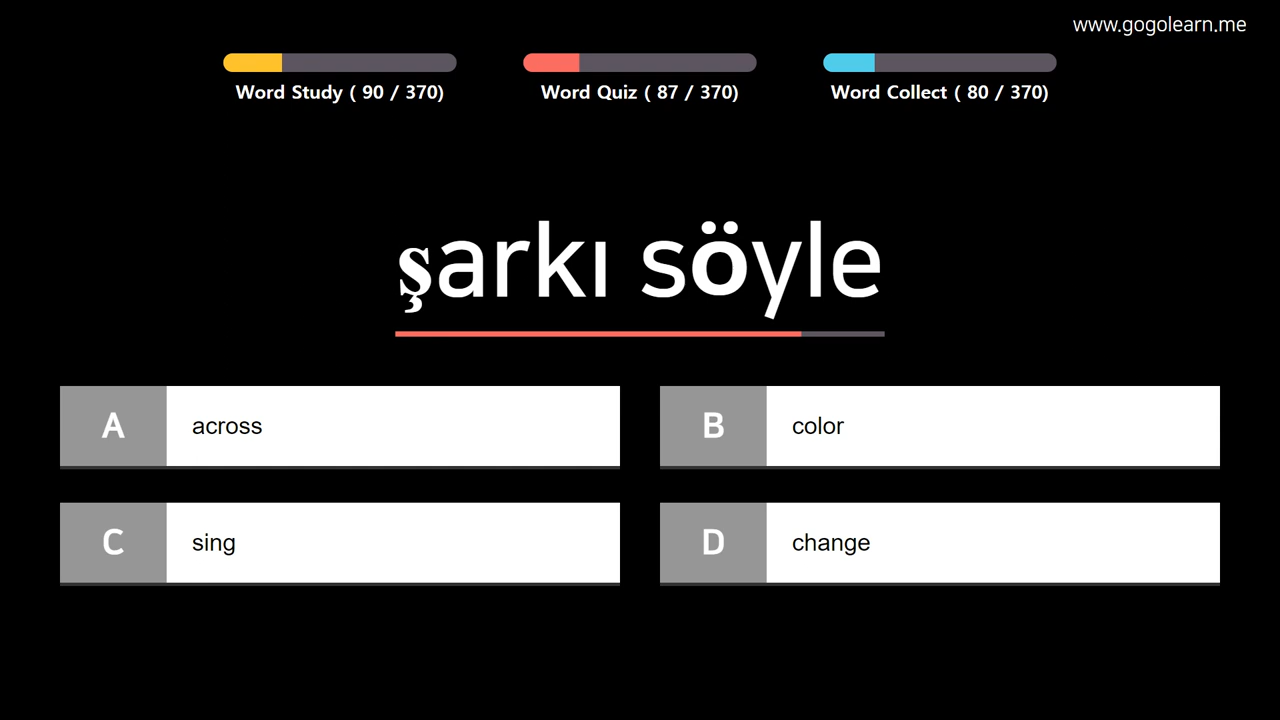 www.gogolearn.me
Word Study ( 90 / 370)
Word Quiz ( 87 / 370)
Word Collect ( 80 / 370)
şarkı söyle
A across
B color
C sing
D change